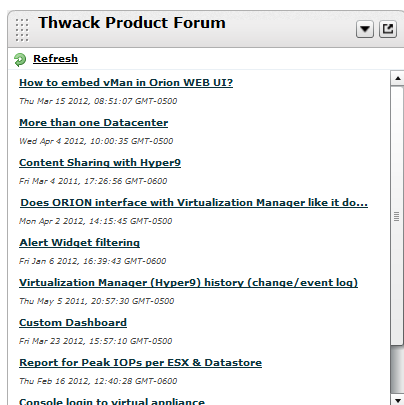 Thwack Product Forum
Refresh
How to embed vMan in Orion WEB UI?
Thu Mar 15 2012, 08:51:07 GMT-0500
More than one Datacenter
Wed Apr 4 2012, 10:00:35 GMT-0500
Content Sharing with Hyper9
Fri Mar 4 2011, 17:26:56 GMT-0600
Does ORION interface with Virtualization Manager like it do...
Mon Apr 2 2012, 14:15:45 GMT-0500
Alert Widget filtering
Fri Jan 6 2012, 16:39:43 GMT-0600
Virtualization Manager (Hyper9) history (change/event log)
Thu May 5 2011, 20:57:30 GMT-0500
Custom Dashboard
Fri Mar 23 2012, 15:57:10 GMT-0500
Report for Peak IOPs per ESX & Datastore
Thu Feb 16 2012, 12:40:28 GMT-0600
Console login to virtual appliance